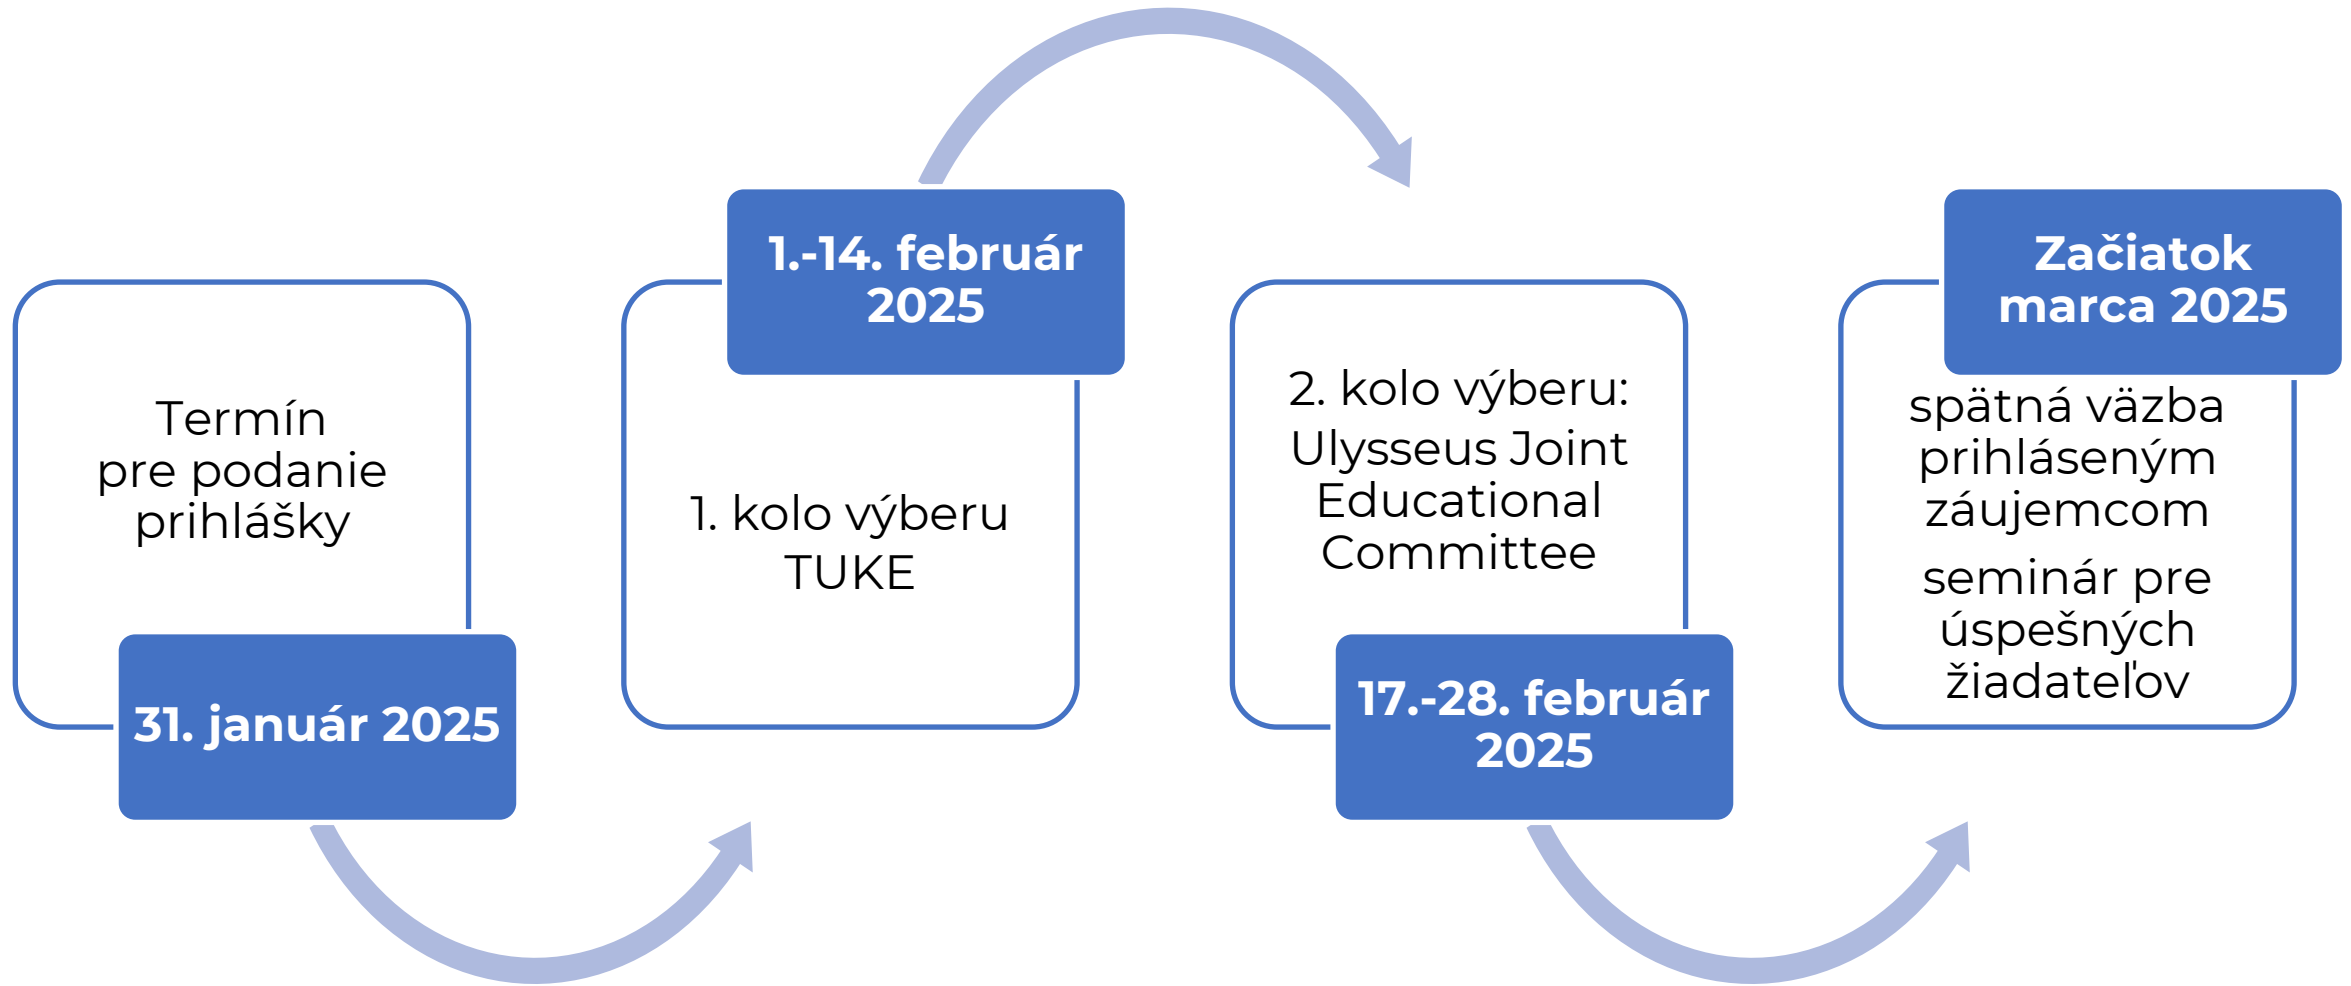 Termín
pre podanie
prihlášky
31. január 2025
1.-14. február
2025
1. kolo výberu
TUKE
2. kolo výberu:
Ulysseus Joint
Educational
Committee
17.-28. február
2025
Začiatok
marca 2025
spätná väzba
prihláseným
záujemcom
seminár pre
úspešných
žiadateľov